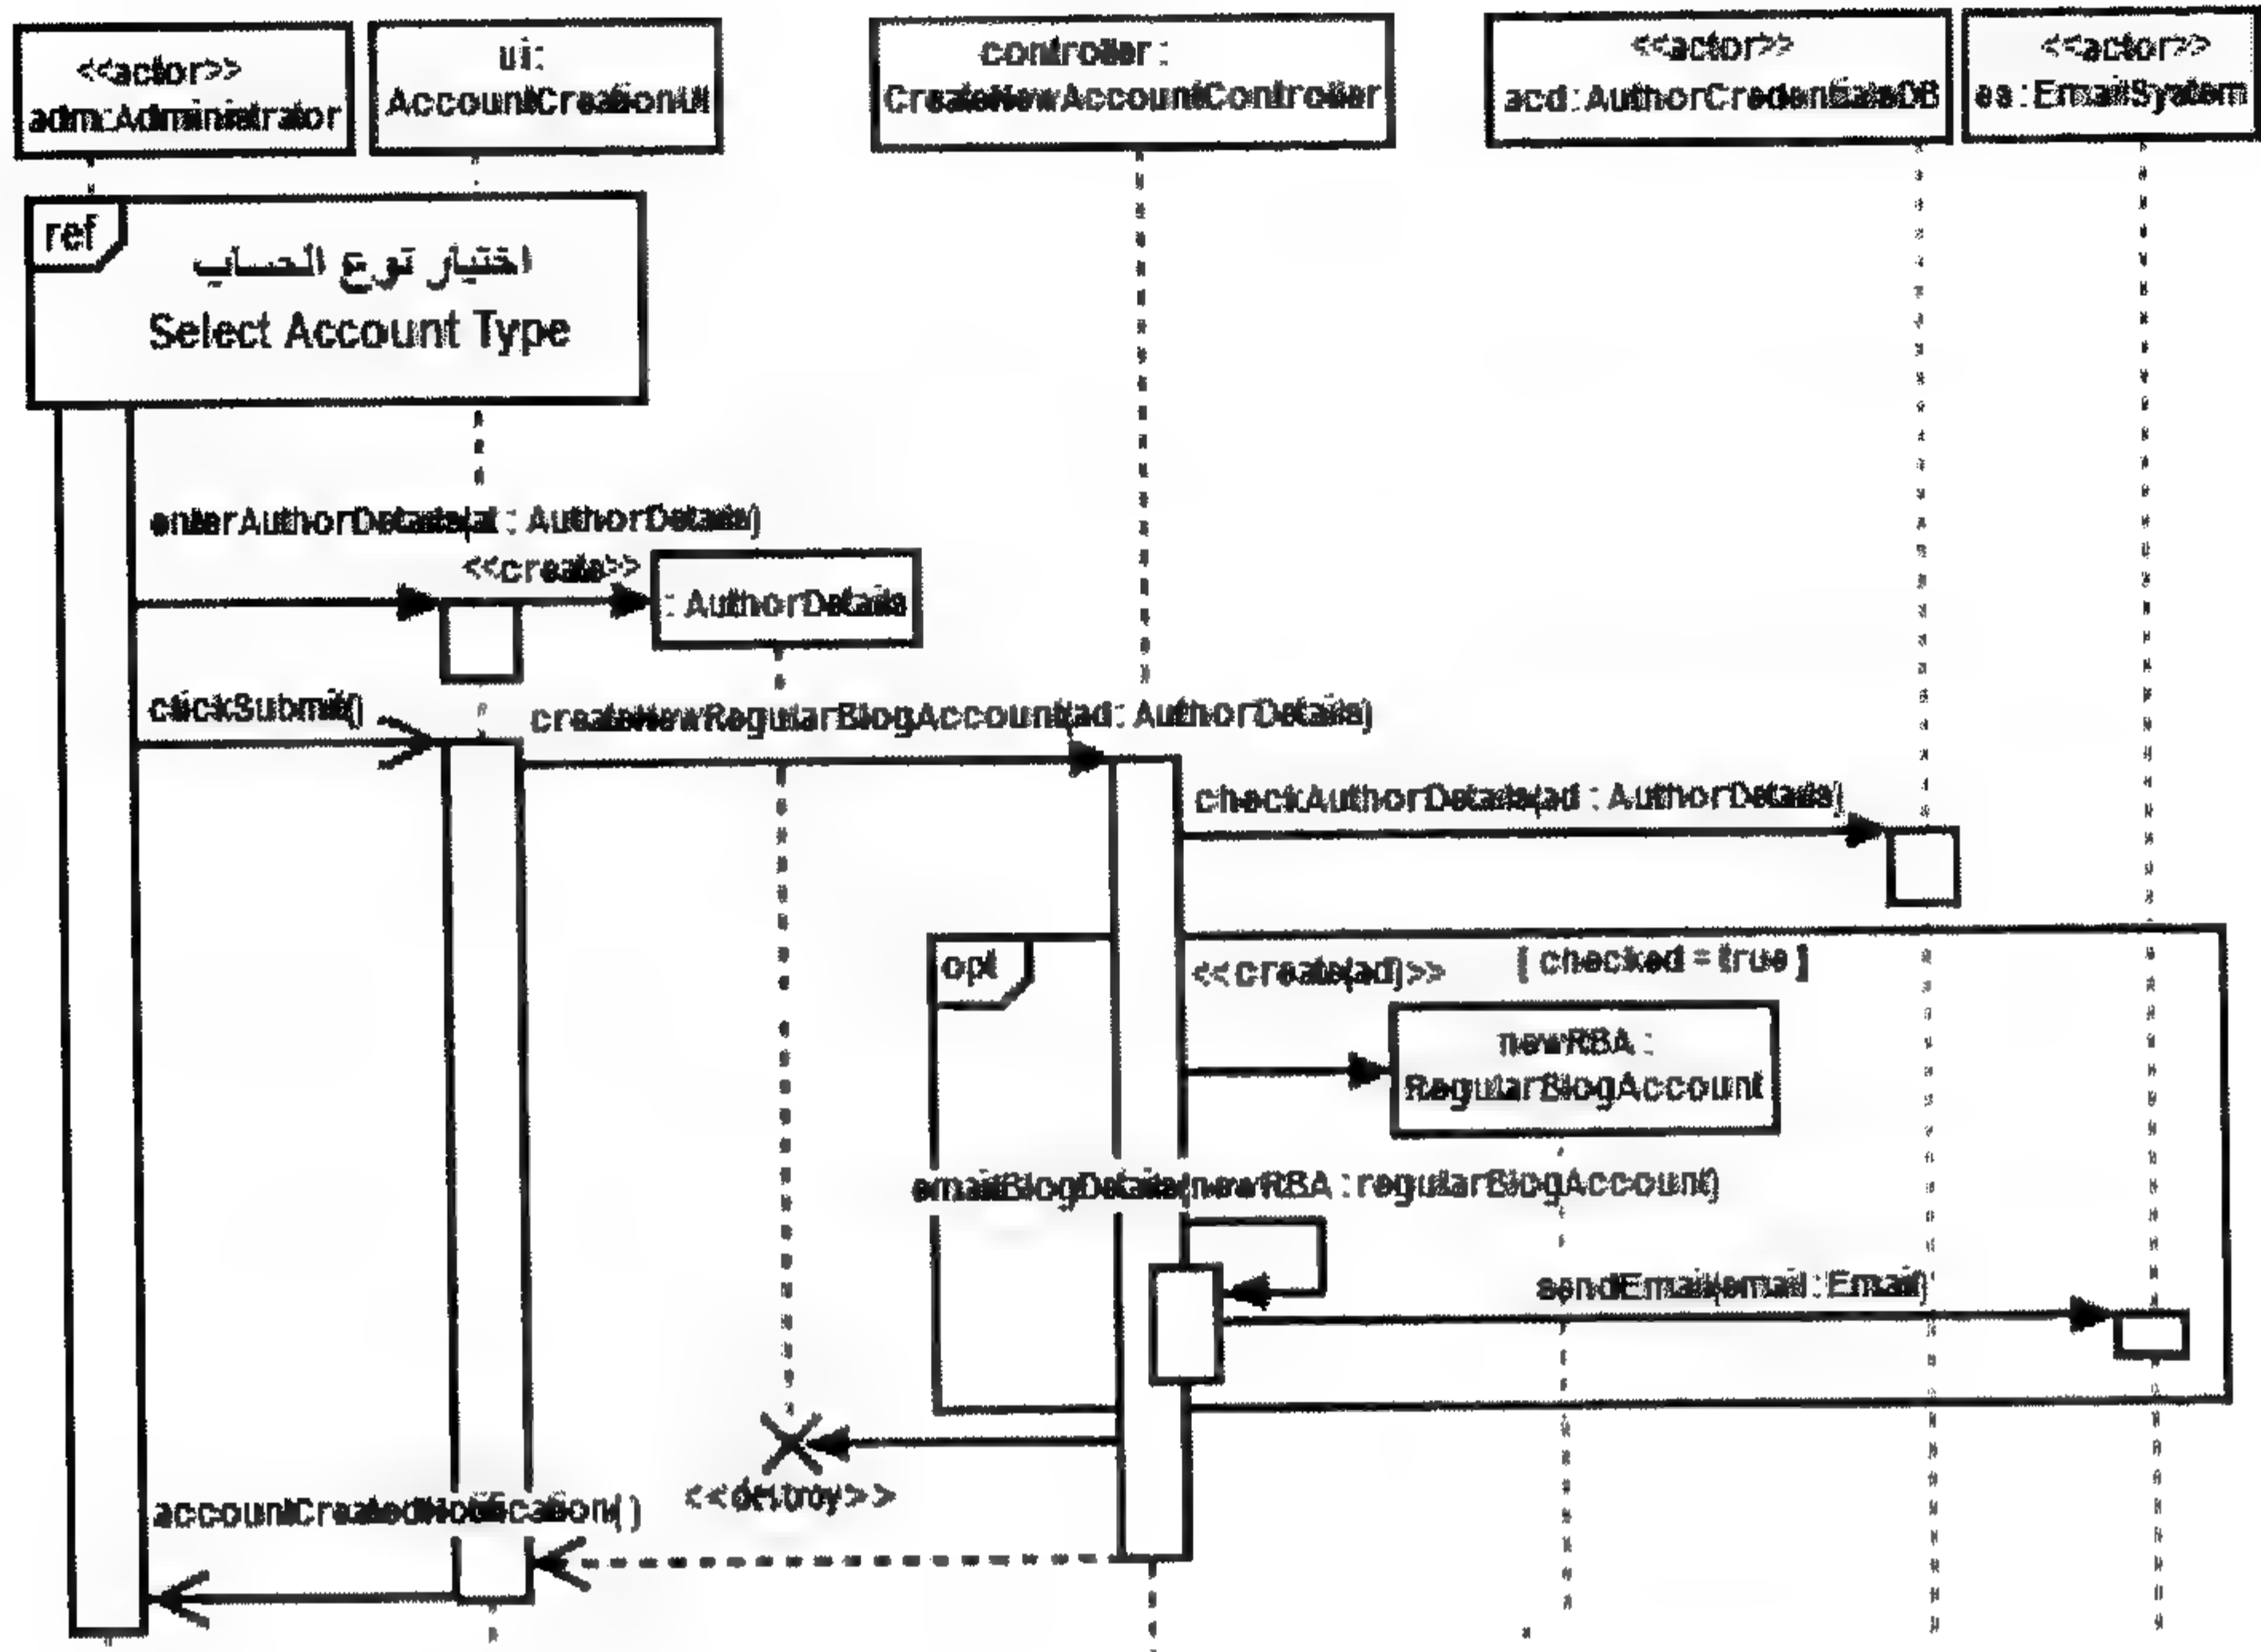 <<actor>>
adm:Administrator
ui:
AccountCreationUI
controller:
CreateNewAccountController
<<actor>>
acd:AuthorCredentialsDB
<<actor>>
es:EmailSystem
ref
اختيار نوع الحساب
Select Account Type
enterAuthorDetails(at : AuthorDetails)
<<create>>
: AuthorDetails
clickSubmit()
createNewRegularBlogAccount(ad : AuthorDetails)
checkAuthorDetails(ad : AuthorDetails)
opt
<<create(ad)>>
[ checked = true ]
newRBA :
RegularBlogAccount
emailBlogDetails(newRBA : regularBlogAccount)
sendEmail(email : Email)
<<destroy>>
accountCreatedNotification()